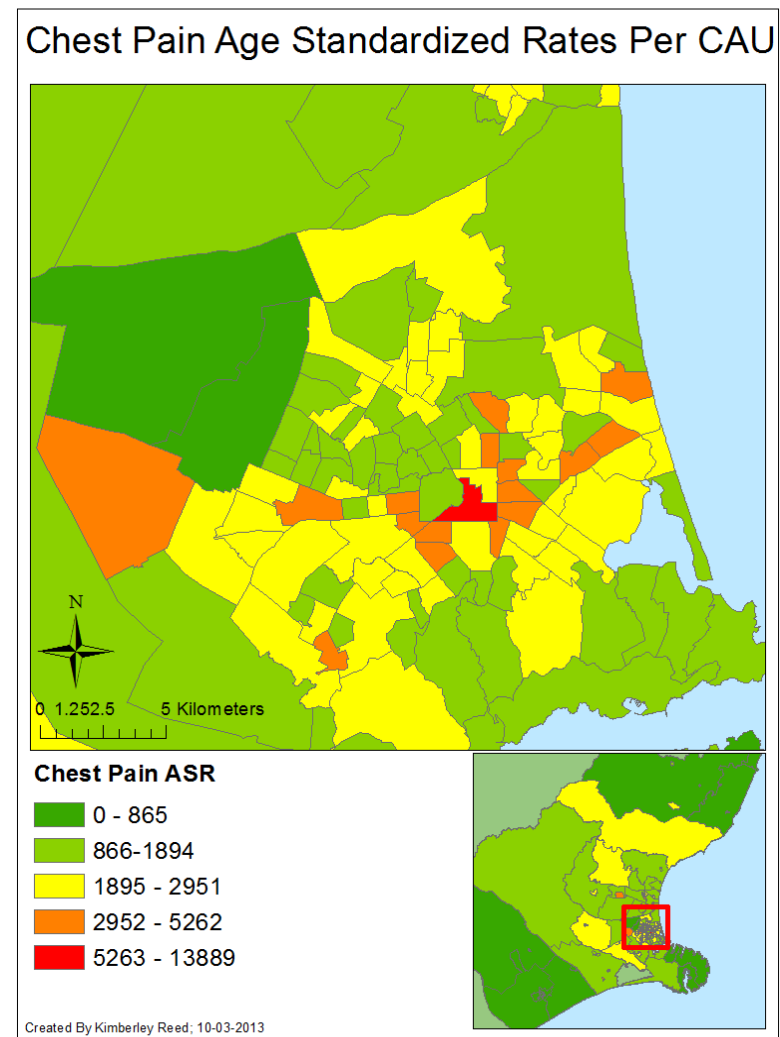 Chest Pain Age Standardized Rates Per CAU
N
0 1.252.5 5 Kilometers
Chest Pain ASR
0 - 865
866-1894
1895 - 2951
2952 - 5262
5263 - 13889
Created By Kimberley Reed; 10-03-2013